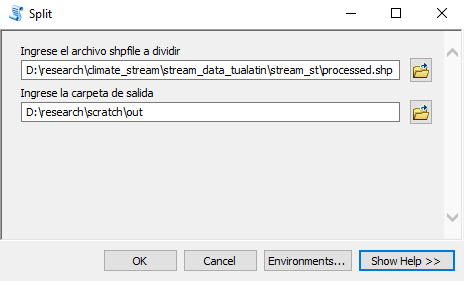 Split
Ingrese el archivo shpfile a dividir
D:\research\climate_stream\stream_data_tualatin\stream_st\processed.shp
Ingrese la carpeta de salida
D:\research\scratch\out
OK
Cancel
Environments...
Show Help >>